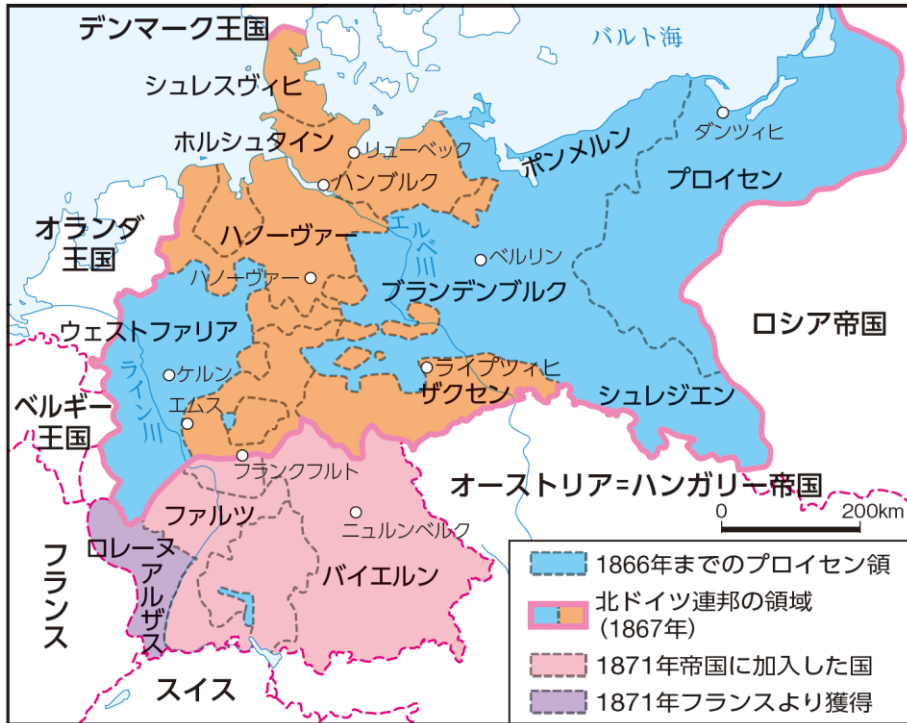 デンマーク王国
バルト海
シュレスヴィヒ
ホルシュタイン
リューベック
ハンブルク
ポンメルン
ダンツィヒ
プロイセン
オランダ
王国
ハノーヴァー
エルベ川
ハノーヴァー
ベルリン
ブランデンブルク
ウェストファリア
ロシア帝国
ライン川
ケルン
ライプツィヒ
ザクセン
シュレジエン
ベルギー
王国
エムス
フランクフルト
オーストリア=ハンガリー帝国
ファルツ
ニュルンベルク
0 200km
ロレーヌ
アルザス
バイエルン
フランス
スイス
1866年までのプロイセン領
北ドイツ連邦の領域
(1867年)
1871年帝国に加入した国
1871年フランスより獲得